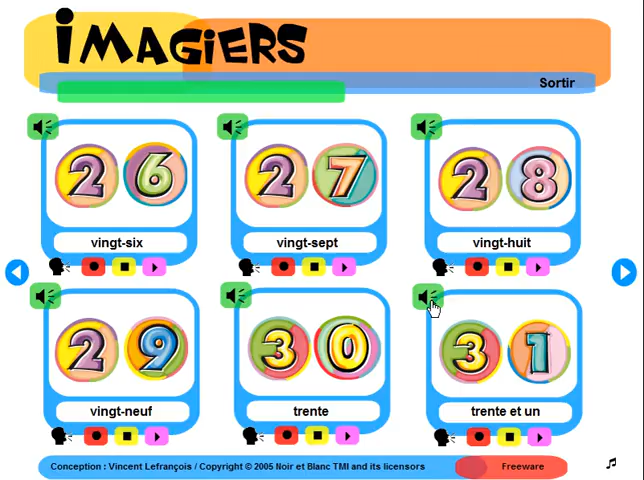 iMAGiERS
Sortir
26
27
28
vingt-six
vingt-sept
vingt-huit
29
30
31
vingt-neuf
trente
trente et un
Conception : Vincent Lefrançois / Copyright © 2005 Noir et Blanc TMI and its licensors
Freeware